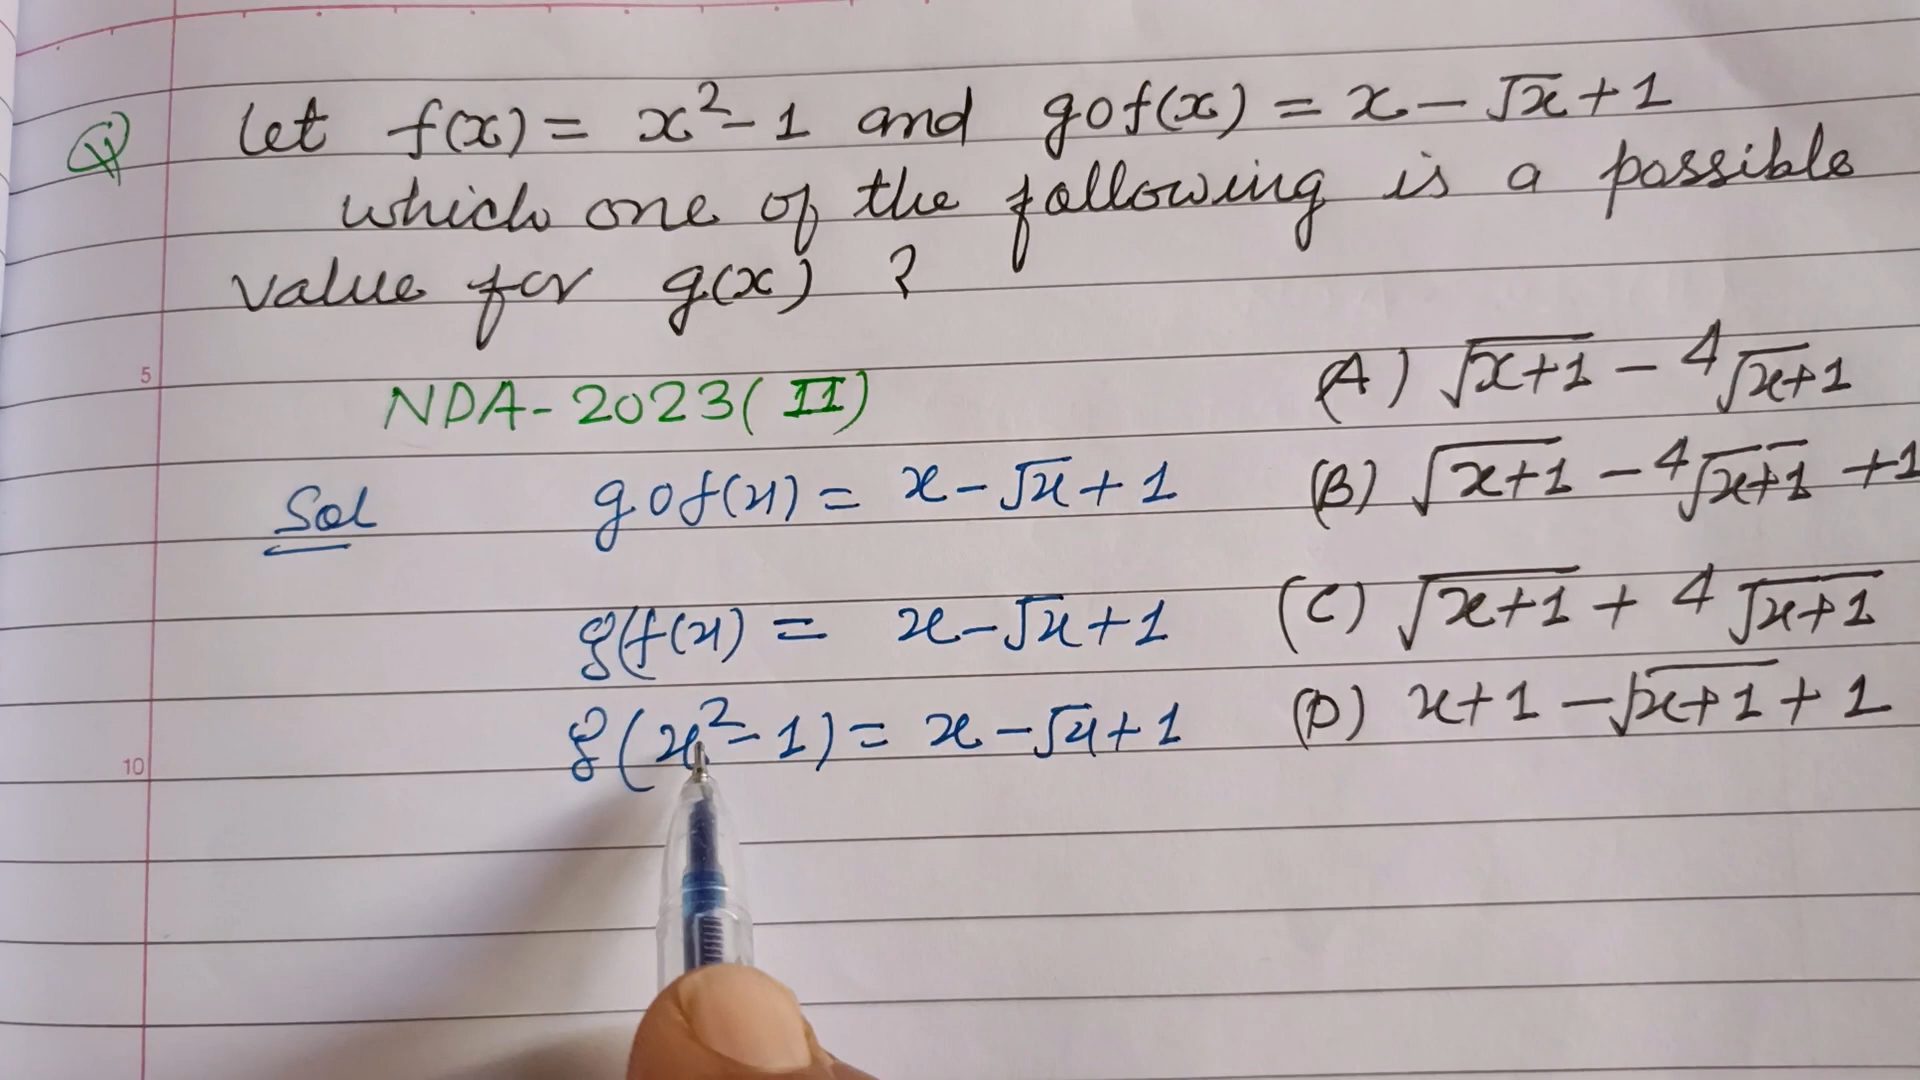 Q Let f(x) = x² - 1 and gof(x) = x - √x + 1
which one of the following is a possible
value for g(x) ?
5
NDA - 2023 ( II )
(A) √x+1 - 4√x+1
(B) √x+1 - 4√x+1 + 1
Sol gof(x) = x - √x + 1
g(f(x) = x - √x + 1
(C) √x+1 + 4√x+1
g(x² - 1) = x - √x + 1
(D) x+1 - √x+1 + 1
10